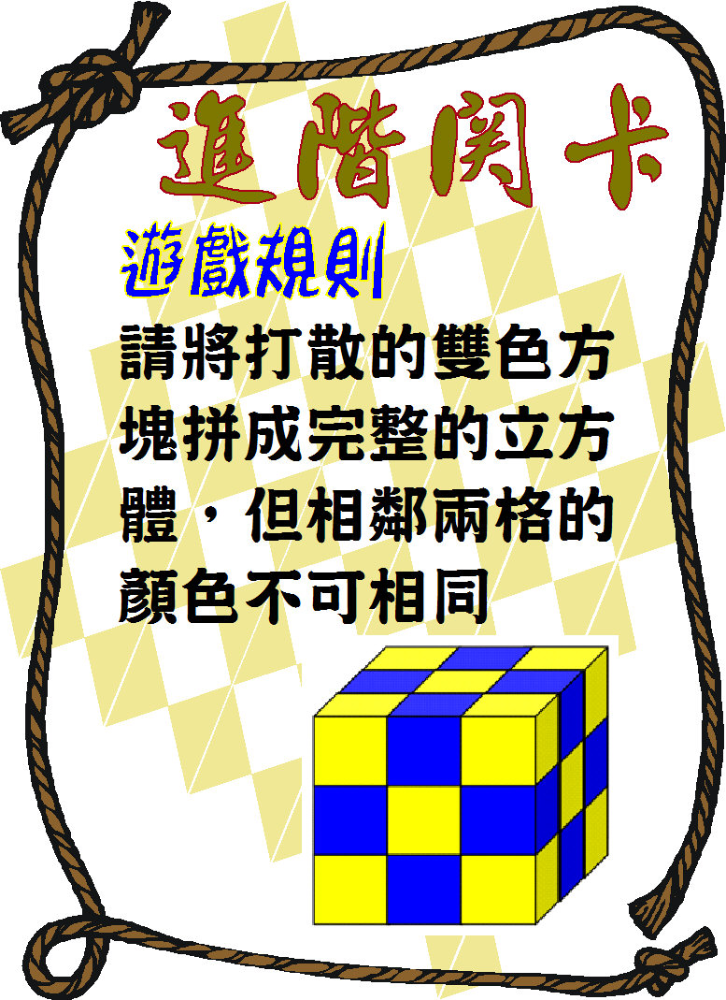 進階関卡
遊戲規則
請將打散的雙色方
塊拼成完整的立方
體，但相鄰兩格的
顏色不可相同